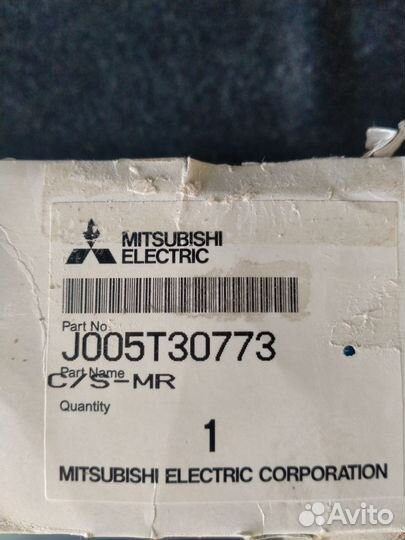 MITSUBISHI
ELECTRIC
Part No.
J005T30773
Part Name
C/S-MR
Quantity
1
MITSUBISHI ELECTRIC CORPORATION
Avito